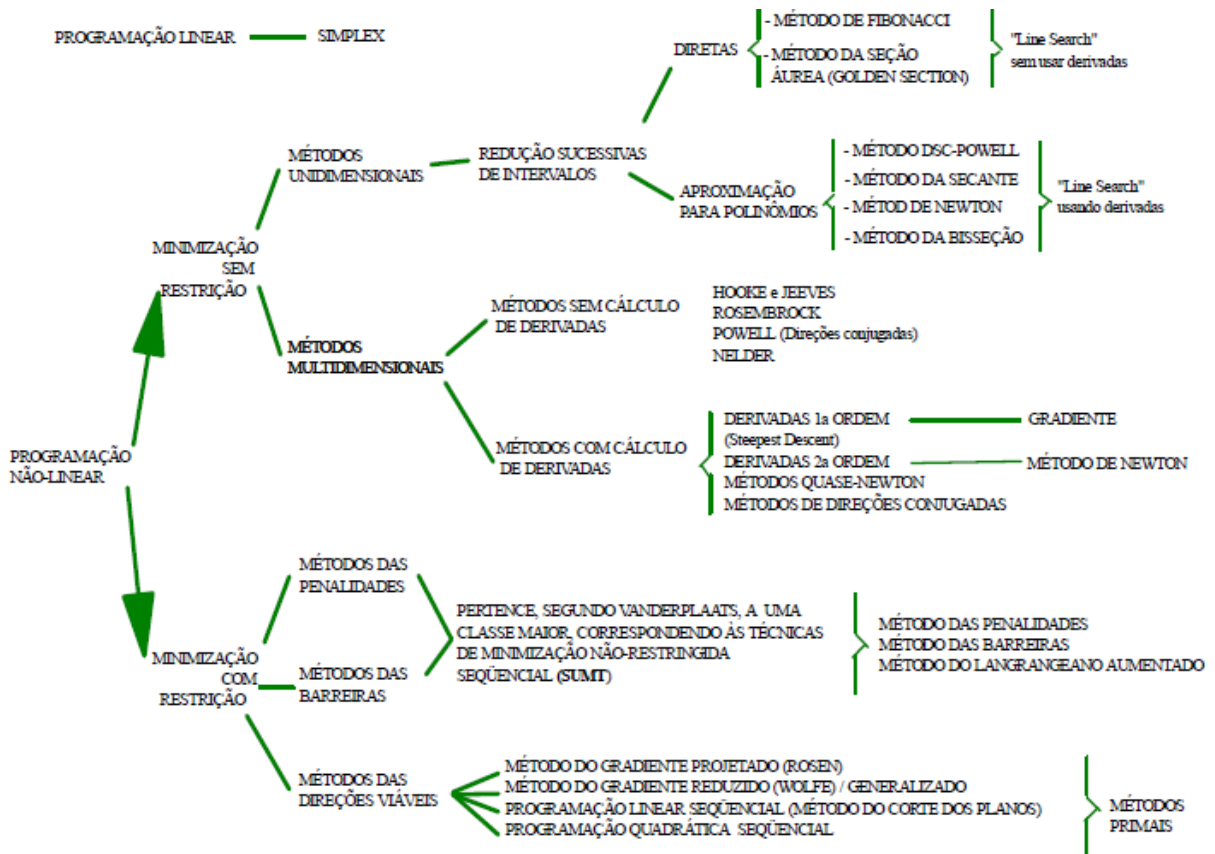 PROGRAMAÇÃO LINEAR
SIMPLEX
DIRETAS
- MÉTODO DE FIBONACCI
- MÉTODO DA SEÇÃO
ÁUREA (GOLDEN SECTION)
"Line Search"
sem usar derivadas
MÉTODOS
UNIDIMENSIONAIS
REDUÇÃO SUCESSIVAS
DE INTERVALOS
APROXIMAÇÃO
PARA POLINÔMIOS
- MÉTODO DSC-POWELL
- MÉTODO DA SECANTE
- MÉTOD DE NEWTON
- MÉTODO DA BISSEÇÃO
"Line Search"
usando derivadas
MINIMIZAÇÃO
SEM
RESTRIÇÃO
MÉTODOS
MULTIDIMENSIONAIS
MÉTODOS SEM CÁLCULO
DE DERIVADAS
HOOKE e JEEVES
ROSEMBROCK
POWELL (Direções conjugadas)
NELDER
MÉTODOS COM CÁLCULO
DE DERIVADAS
DERIVADAS 1a ORDEM
(Steepest Descent)
GRADIENTE
DERIVADAS 2a ORDEM
MÉTODO DE NEWTON
MÉTODOS QUASE-NEWTON
MÉTODOS DE DIREÇÕES CONJUGADAS
PROGRAMAÇÃO
NÃO-LINEAR
MINIMIZAÇÃO
COM
RESTRIÇÃO
MÉTODOS DAS
PENALIDADES
MÉTODOS DAS
BARREIRAS
PERTENCE, SEGUNDO VANDERPLAATS, A UMA
CLASSE MAIOR, CORRESPONDENDO ÀS TÉCNICAS
DE MINIMIZAÇÃO NÃO-RESTRINGIDA
SEQÜENCIAL (SUMT)
MÉTODO DAS PENALIDADES
MÉTODO DAS BARREIRAS
MÉTODO DO LANGRANGEANO AUMENTADO
MÉTODOS DAS
DIREÇÕES VIÁVEIS
MÉTODO DO GRADIENTE PROJETADO (ROSEN)
MÉTODO DO GRADIENTE REDUZIDO (WOLFE) / GENERALIZADO
PROGRAMAÇÃO LINEAR SEQÜENCIAL (MÉTODO DO CORTE DOS PLANOS)
PROGRAMAÇÃO QUADRÁTICA SEQÜENCIAL
MÉTODOS
PRIMAIS